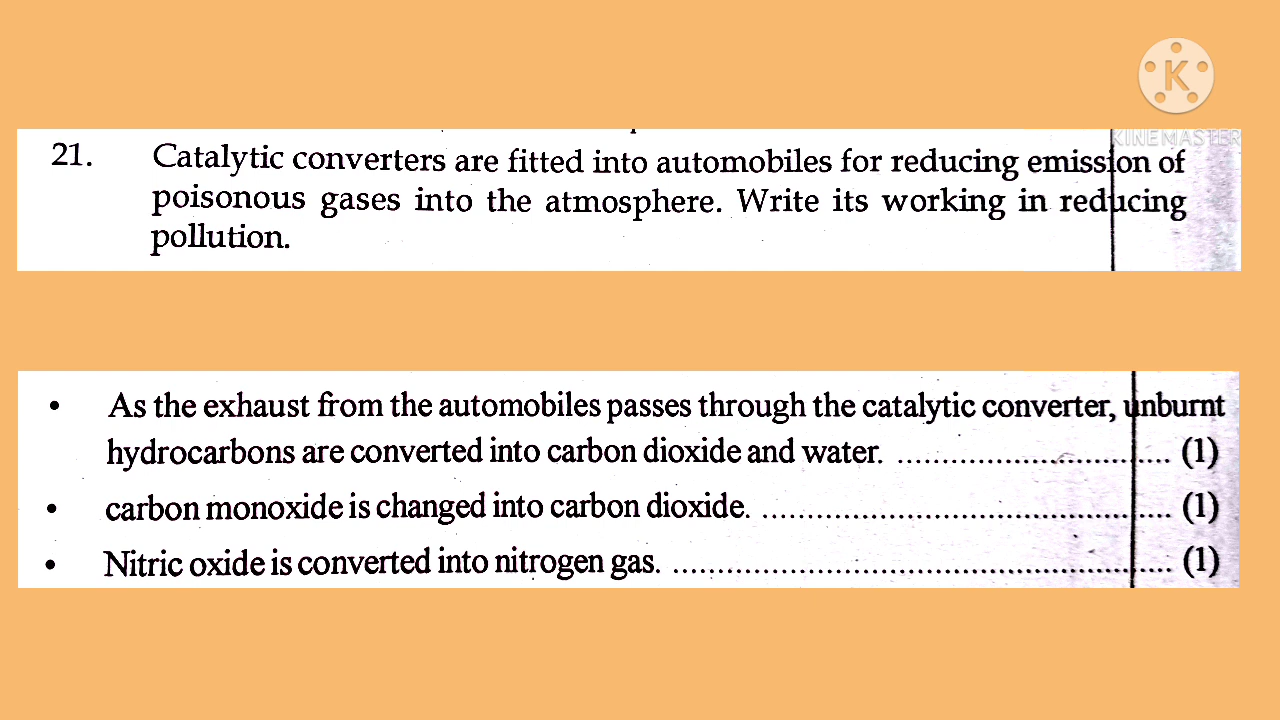 K
KINEMASTER
21. Catalytic converters are fitted into automobiles for reducing emission of
poisonous gases into the atmosphere. Write its working in reducing
pollution.
• As the exhaust from the automobiles passes through the catalytic converter, unburnt
hydrocarbons are converted into carbon dioxide and water. ................................... (1)
• carbon monoxide is changed into carbon dioxide. ..................................................... (1)
• Nitric oxide is converted into nitrogen gas. ................................................................ (1)